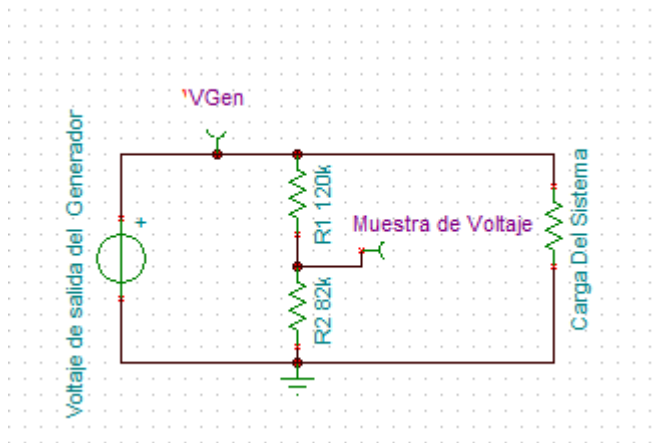 VGen
Voltaje de salida del Generador
+
R1 120k
Muestra de Voltaje
R2 82k
Carga Del Sistema